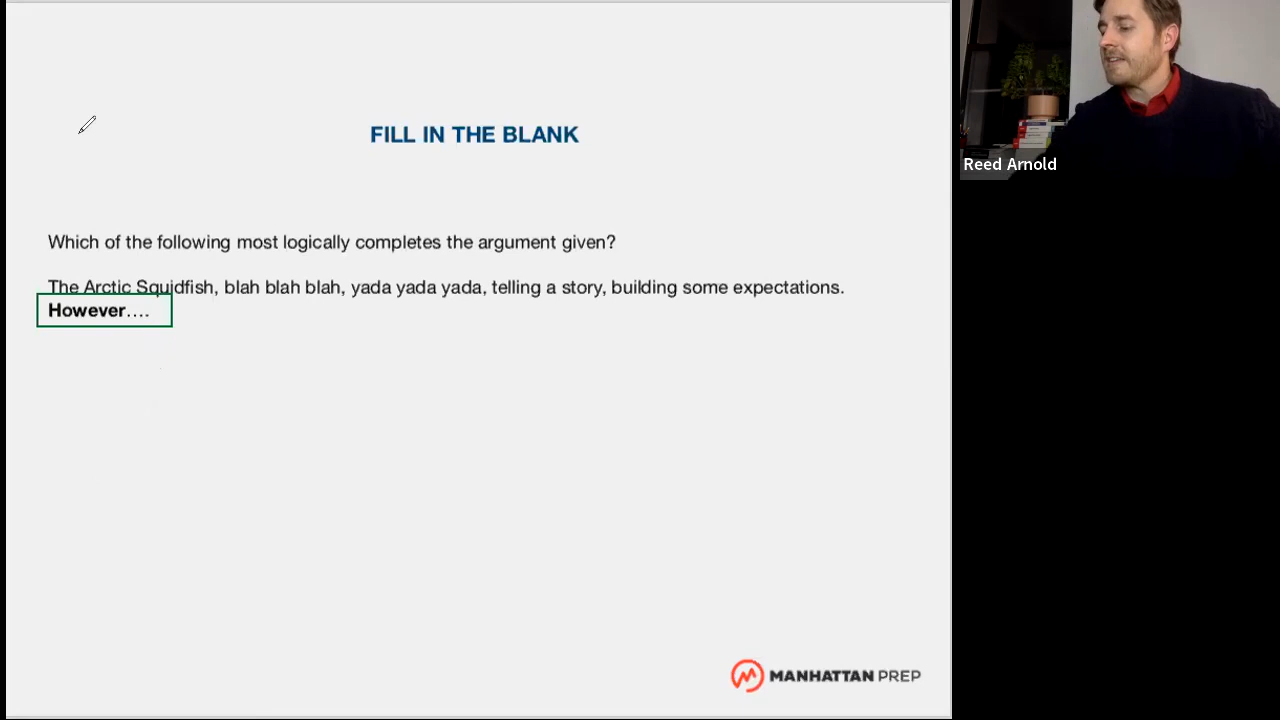 FILL IN THE BLANK
Which of the following most logically completes the argument given?
The Arctic Squidfish, blah blah blah, yada yada yada, telling a story, building some expectations.
However....
MANHATTAN PREP
Reed Arnold